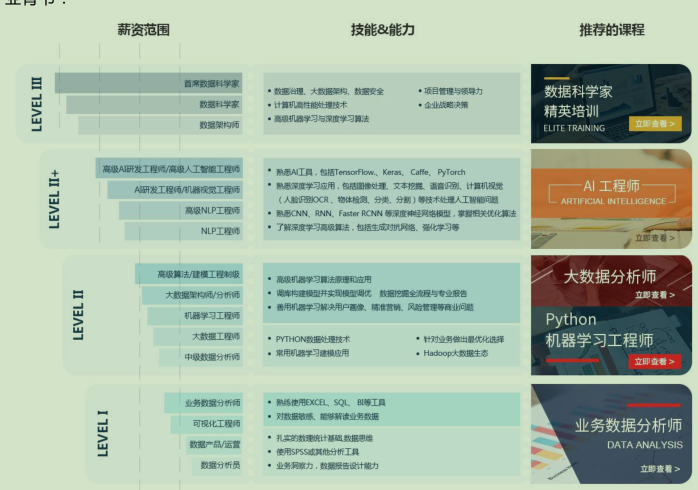 薪资范围
技能&能力
推荐的课程
LEVEL III
首席数据科学家
数据科学家
数据架构师
• 数据治理、大数据架构、数据安全
• 计算机高性能处理技术
• 高级机器学习与深度学习算法
• 项目管理与领导力
• 企业战略决策
数据科学家
精英培训
ELITE TRAINING
立即查看 >
LEVEL II+
高级AI研发工程师/高级人工智能工程师
AI研发工程师/机器视觉工程师
高级NLP工程师
NLP工程师
• 熟悉AI工具，包括TensorFlow.、Keras、Caffe、PyTorch
• 熟悉深度学习应用，包括图像处理、文本挖掘、语音识别、计算机视觉
（人脸识别OCR 、物体检测、分类、分割）等技术处理人工智能问题
• 熟悉CNN、RNN、Faster RCNN 等深度神经网络模型，掌握相关优化算法
• 了解深度学习高级算法，包括生成对抗网络、强化学习等
AI 工程师
ARTIFICIAL INTELLIGENCE
立即查看 >
LEVEL II
高级算法/建模工程制级
大数据架构师/分析师
机器学习工程师
大数据工程师
中级数据分析师
• 高级机器学习算法原理和应用
• 调库构建模型并实现模型调优 数据挖掘全流程与专业报告
• 善用机器学习解决用户画像、精准营销、风险管理等商业问题
• PYTHON数据处理技术
• 常用机器学习建模应用
• 针对业务做出最优化选择
• Hadoop大数据生态
大数据分析师
立即查看 >
Python
机器学习工程师
立即查看 >
LEVEL I
业务数据分析师
可视化工程师
数据产品/运营
数据分析员
• 熟练使用EXCEL、SQL、 BI等工具
• 对数据敏感、能够解读业务数据
• 扎实的数理统计基础,数据思维
• 使用SPSS或其他分析工具
• 业务洞察力，数据报告设计能力
业务数据分析师
DATA ANALYSIS
立即查看 >